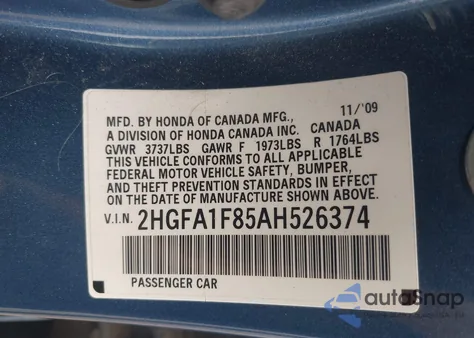 MFD. BY HONDA OF CANADA MFG., 11/'09
A DIVISION OF HONDA CANADA INC. CANADA
GVWR 3737LBS GAWR F 1973LBS R 1764LBS
THIS VEHICLE CONFORMS TO ALL APPLICABLE
FEDERAL MOTOR VEHICLE SAFETY, BUMPER,
AND THEFT PREVENTION STANDARDS IN EFFECT
ON THE DATE OF MANUFACTURE SHOWN ABOVE.
V.I.N. 2HGFA1F85AH526374
PASSENGER CAR
autoSnap